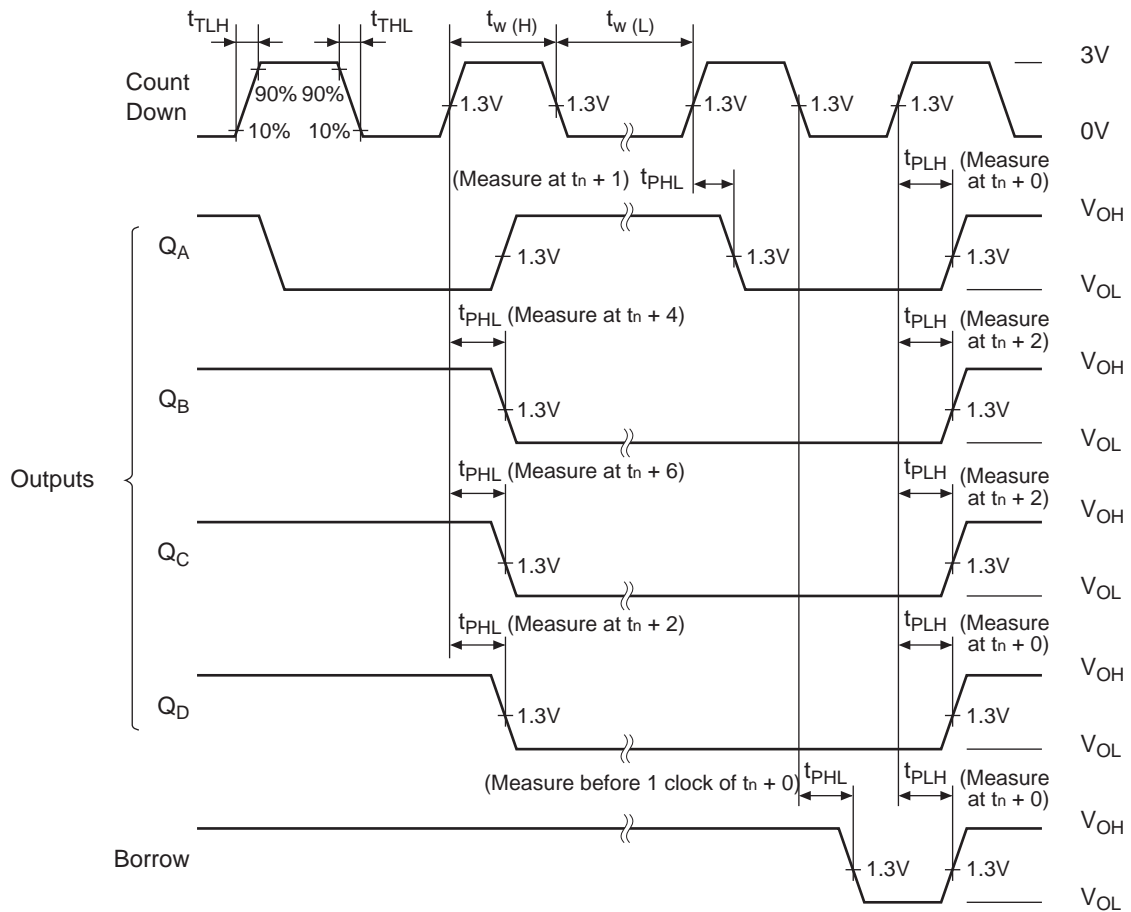 tTLH tTHL tw (H) tw (L)
Count
Down
90% 90%
10% 10%
1.3V 1.3V 1.3V 1.3V 1.3V
3V
0V
(Measure at tn + 1) tPHL
tPLH (Measure
at tn + 0)
QA
1.3V 1.3V 1.3V
VOH
VOL
tPHL (Measure at tn + 4)
tPLH (Measure
at tn + 2)
QB
1.3V 1.3V
VOH
VOL
Outputs
tPHL (Measure at tn + 6)
tPLH (Measure
at tn + 2)
QC
1.3V 1.3V
VOH
VOL
tPHL (Measure at tn + 2)
tPLH (Measure
at tn + 0)
QD
1.3V 1.3V
VOH
VOL
(Measure before 1 clock of tn + 0) tPHL
tPLH (Measure
at tn + 0)
Borrow
1.3V 1.3V
VOH
VOL